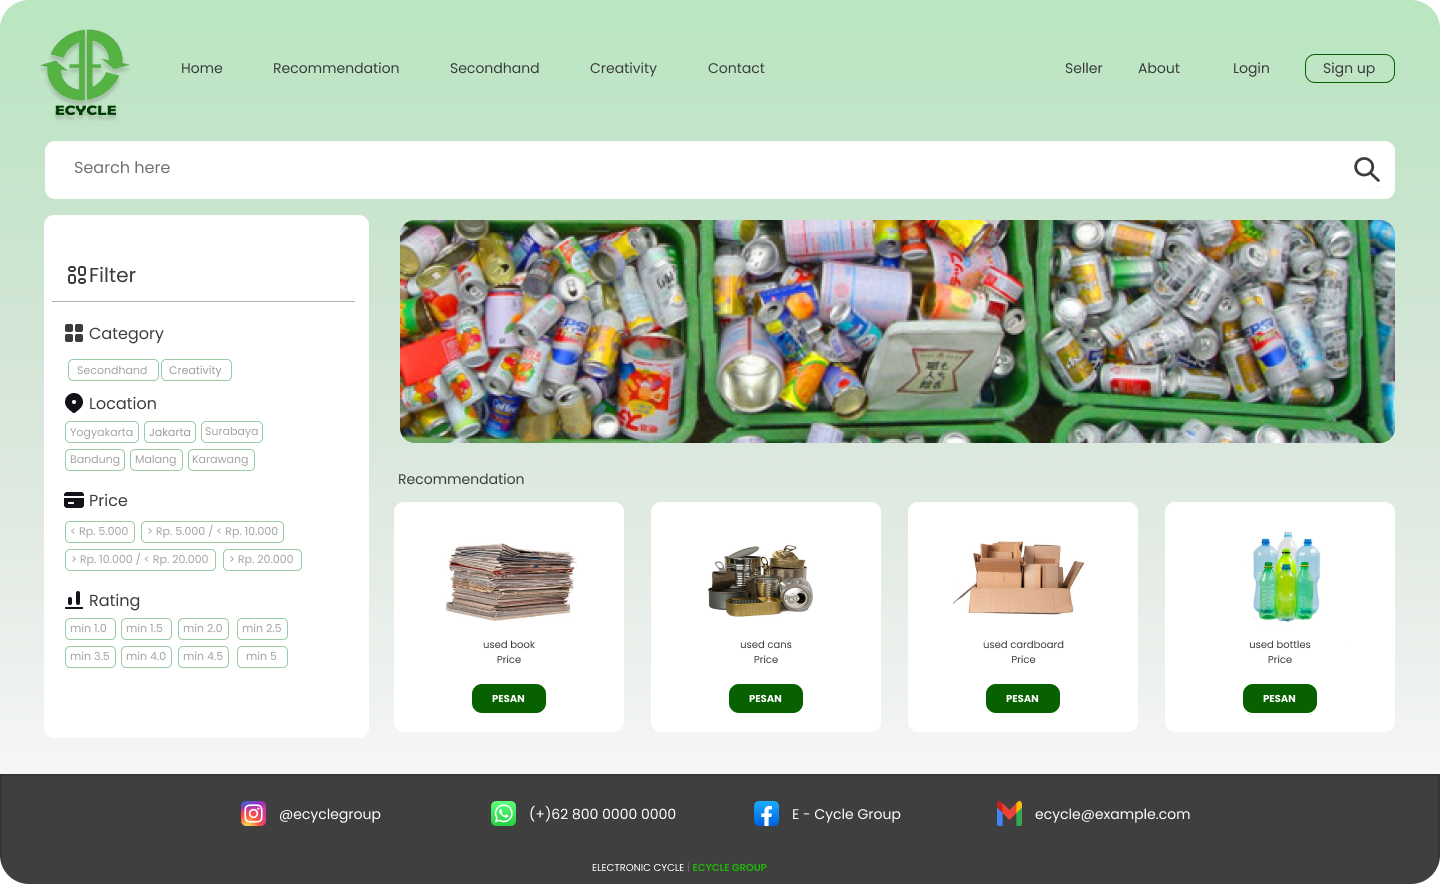 ECYCLE
Home Recommendation Secondhand Creativity Contact Seller About Login Sign up
Search here
Filter
Category
Secondhand Creativity
Location
Yogyakarta Jakarta Surabaya
Bandung Malang Karawang
Price
< Rp. 5.000 > Rp. 5.000 / < Rp. 10.000
> Rp. 10.000 / < Rp. 20.000 > Rp. 20.000
Rating
min 1.0 min 1.5 min 2.0 min 2.5
min 3.5 min 4.0 min 4.5 min 5
Recommendation
used book
Price
PESAN
used cans
Price
PESAN
used cardboard
Price
PESAN
used bottles
Price
PESAN
@ecyclegroup (+)62 800 0000 0000 E - Cycle Group ecycle@example.com
ELECTRONIC CYCLE | ECYCLE GROUP